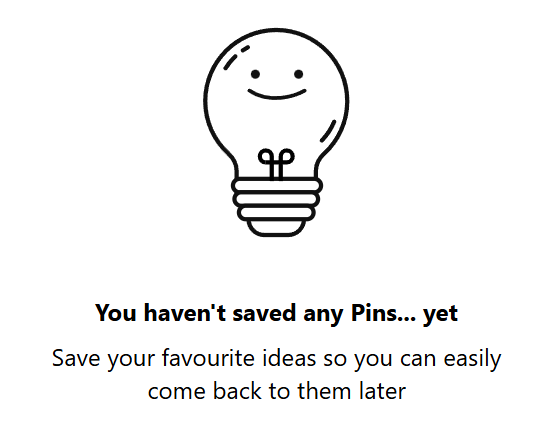 You haven't saved any Pins... yet
Save your favourite ideas so you can easily
come back to them later